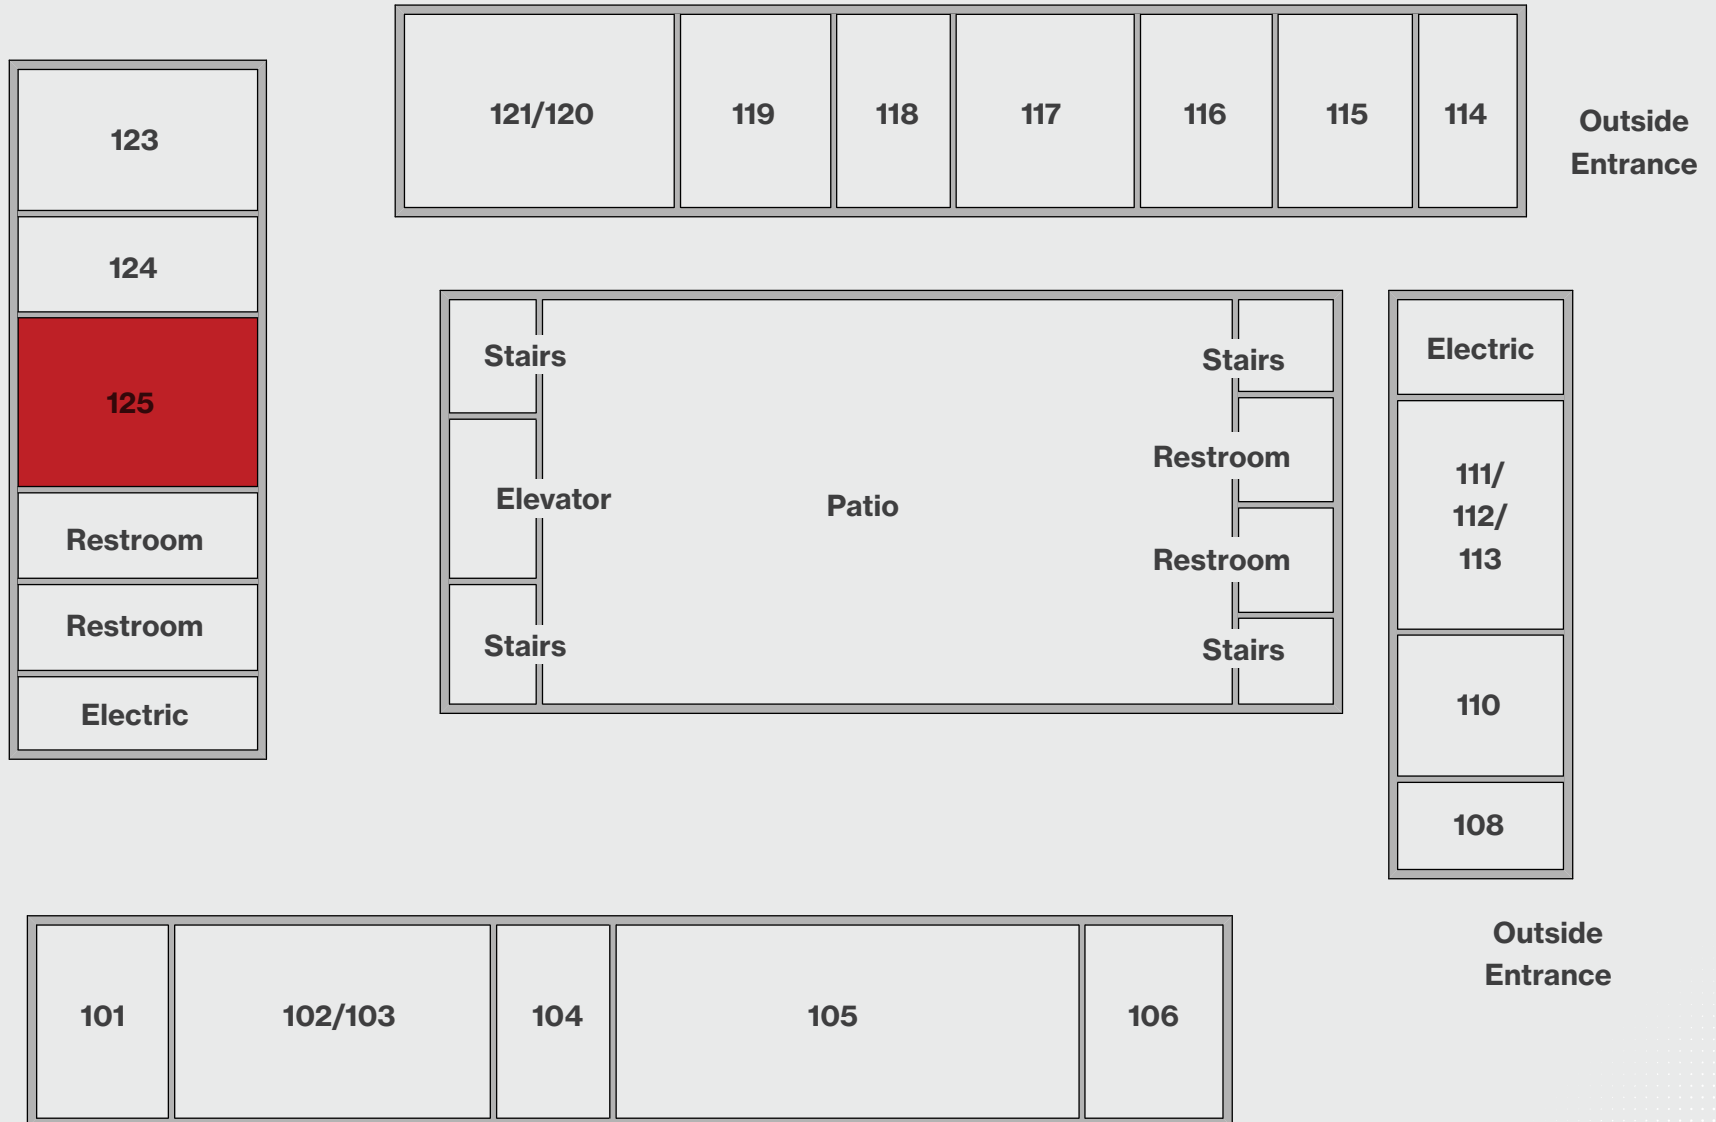 121/120
119
118
117
116
115
114
Outside
Entrance
123
124
125
Restroom
Restroom
Electric
Stairs
Elevator
Stairs
Patio
Stairs
Restroom
Restroom
Stairs
Electric
111/
112/
113
110
108
Outside
Entrance
101
102/103
104
105
106